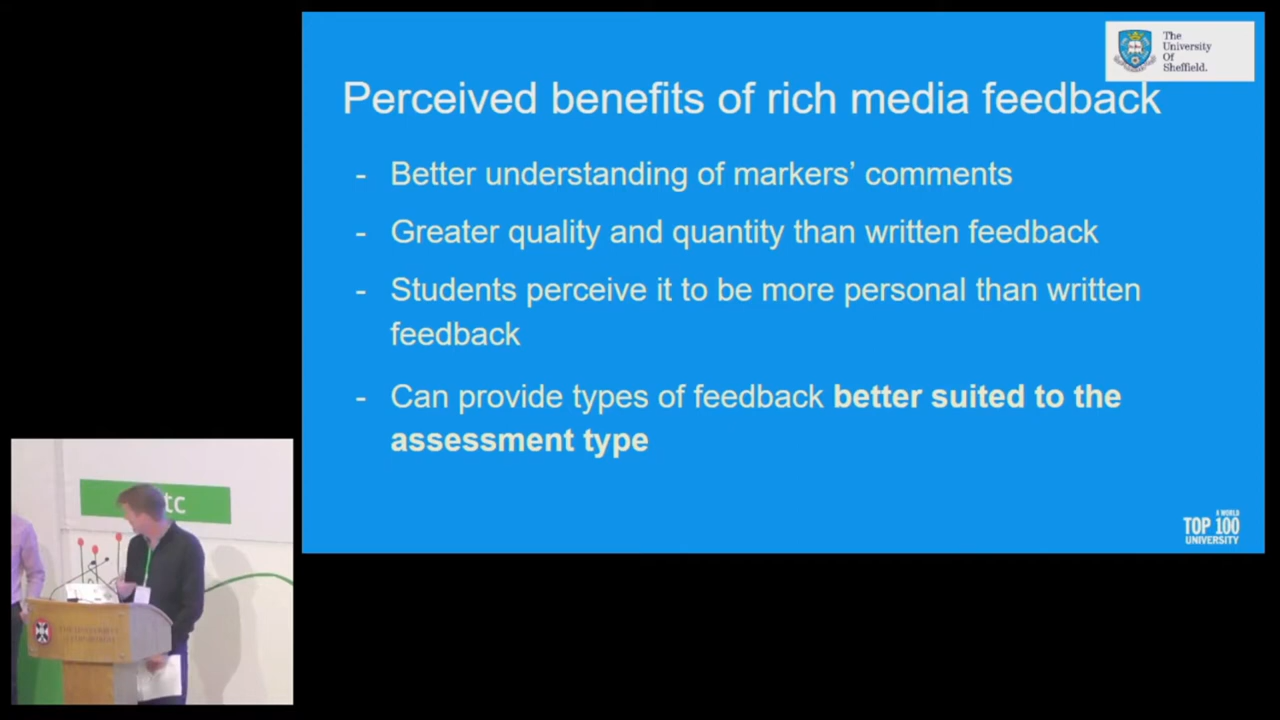 The
University
Of
Sheffield.
Perceived benefits of rich media feedback
- Better understanding of markers’ comments
- Greater quality and quantity than written feedback
- Students perceive it to be more personal than written
feedback
- Can provide types of feedback better suited to the
assessment type
A WORLD
TOP 100
UNIVERSITY
tc